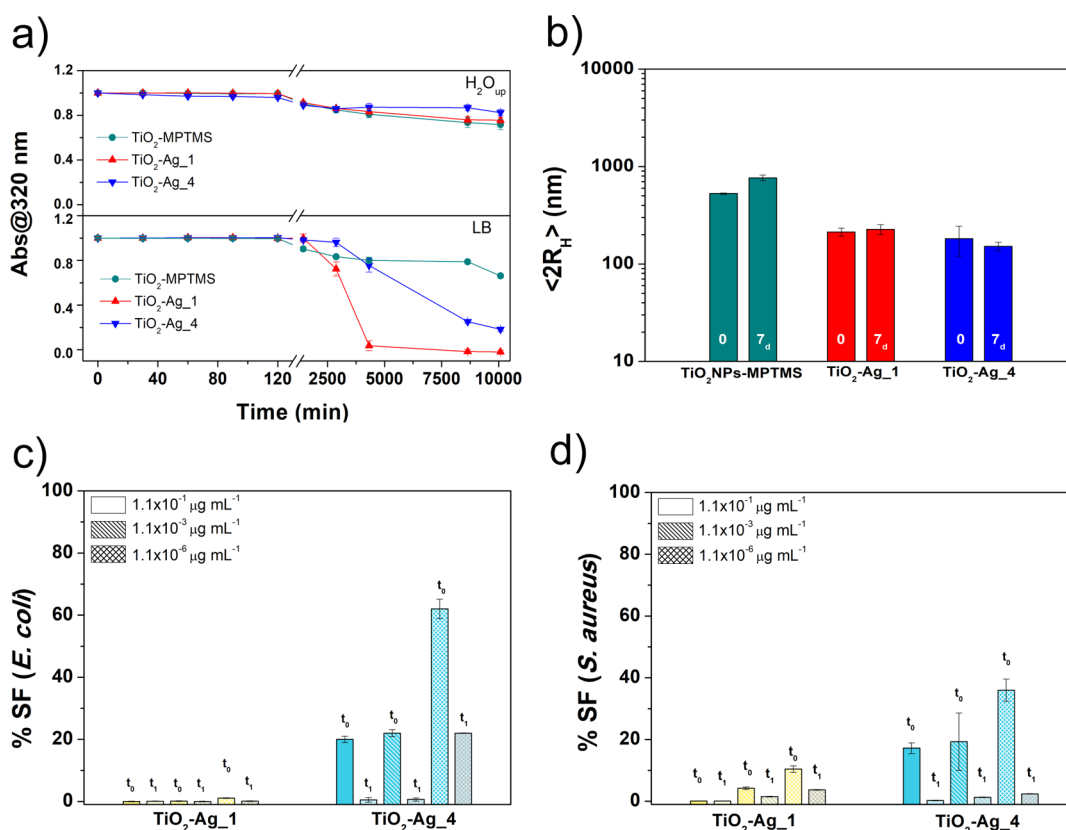 a)
1.2
0.8
0.4
0.0
H₂O_up
TiO₂-MPTMS
TiO₂-Ag_1
TiO₂-Ag_4
Abs@320 nm
1.2
0.8
0.4
0.0
LB
TiO₂-MPTMS
TiO₂-Ag_1
TiO₂-Ag_4
0 40 80 120 2500 5000 7500 10000
Time (min)
b)
<2R_H> (nm)
10000
1000
100
10
0 7_d 0 7_d 0 7_d
TiO₂NPs-MPTMS TiO₂-Ag_1 TiO₂-Ag_4
c)
% SF (E. coli)
100
80
60
40
20
0
1.1x10⁻¹ µg mL⁻¹
1.1x10⁻³ µg mL⁻¹
1.1x10⁻⁶ µg mL⁻¹
t₀ t₁ t₀ t₁ t₀ t₁ t₀ t₁ t₀ t₁ t₀ t₁
TiO₂-Ag_1 TiO₂-Ag_4
d)
% SF (S. aureus)
100
80
60
40
20
0
1.1x10⁻¹ µg mL⁻¹
1.1x10⁻³ µg mL⁻¹
1.1x10⁻⁶ µg mL⁻¹
t₀ t₁ t₀ t₁ t₀ t₁ t₀ t₁ t₀ t₁ t₀ t₁
TiO₂-Ag_1 TiO₂-Ag_4